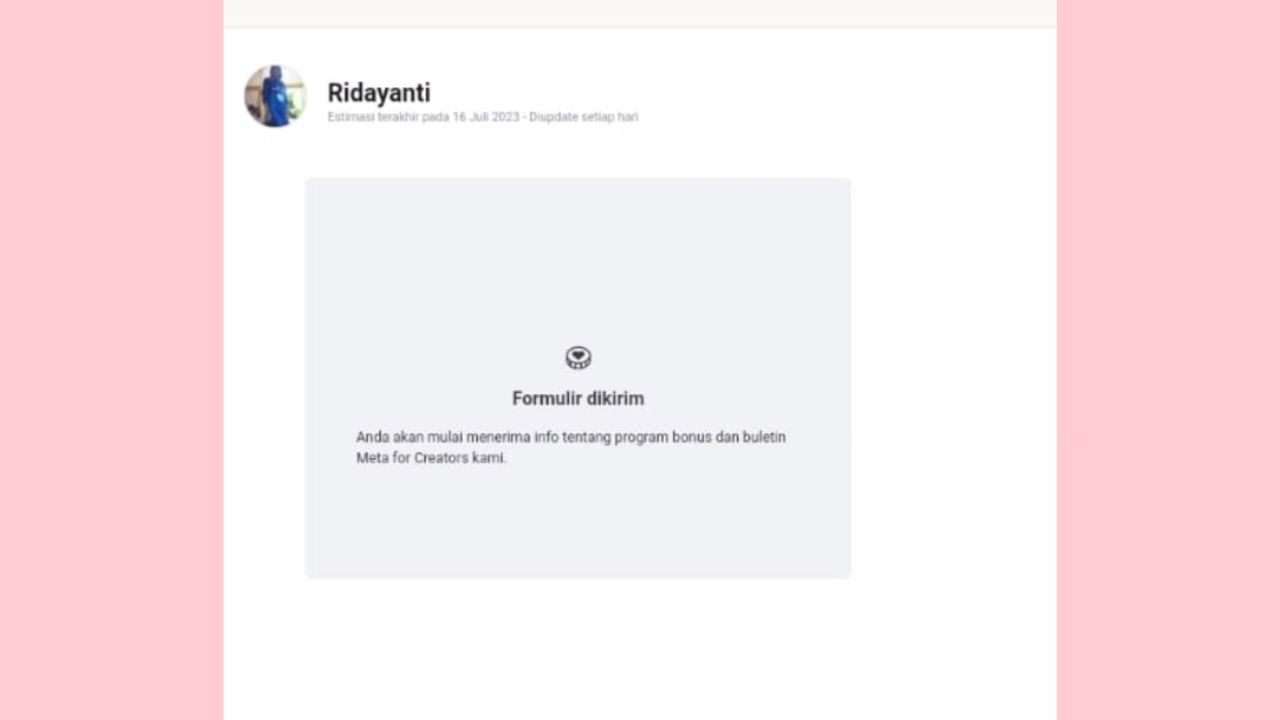 Ridayanti
Estimasi terakhir pada 16 Juli 2023 - Diupdate setiap hari
Formulir dikirim
Anda akan mulai menerima info tentang program bonus dan buletin
Meta for Creators kami.